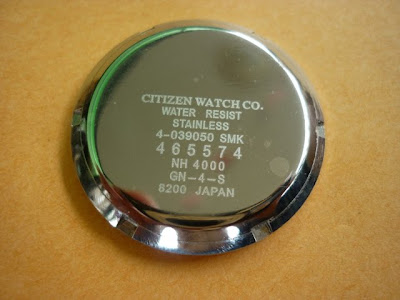 CITIZEN WATCH CO.
WATER RESIST
STAINLESS
4-039050 SMK
465574
NH 4000
GN-4-S
8200 JAPAN